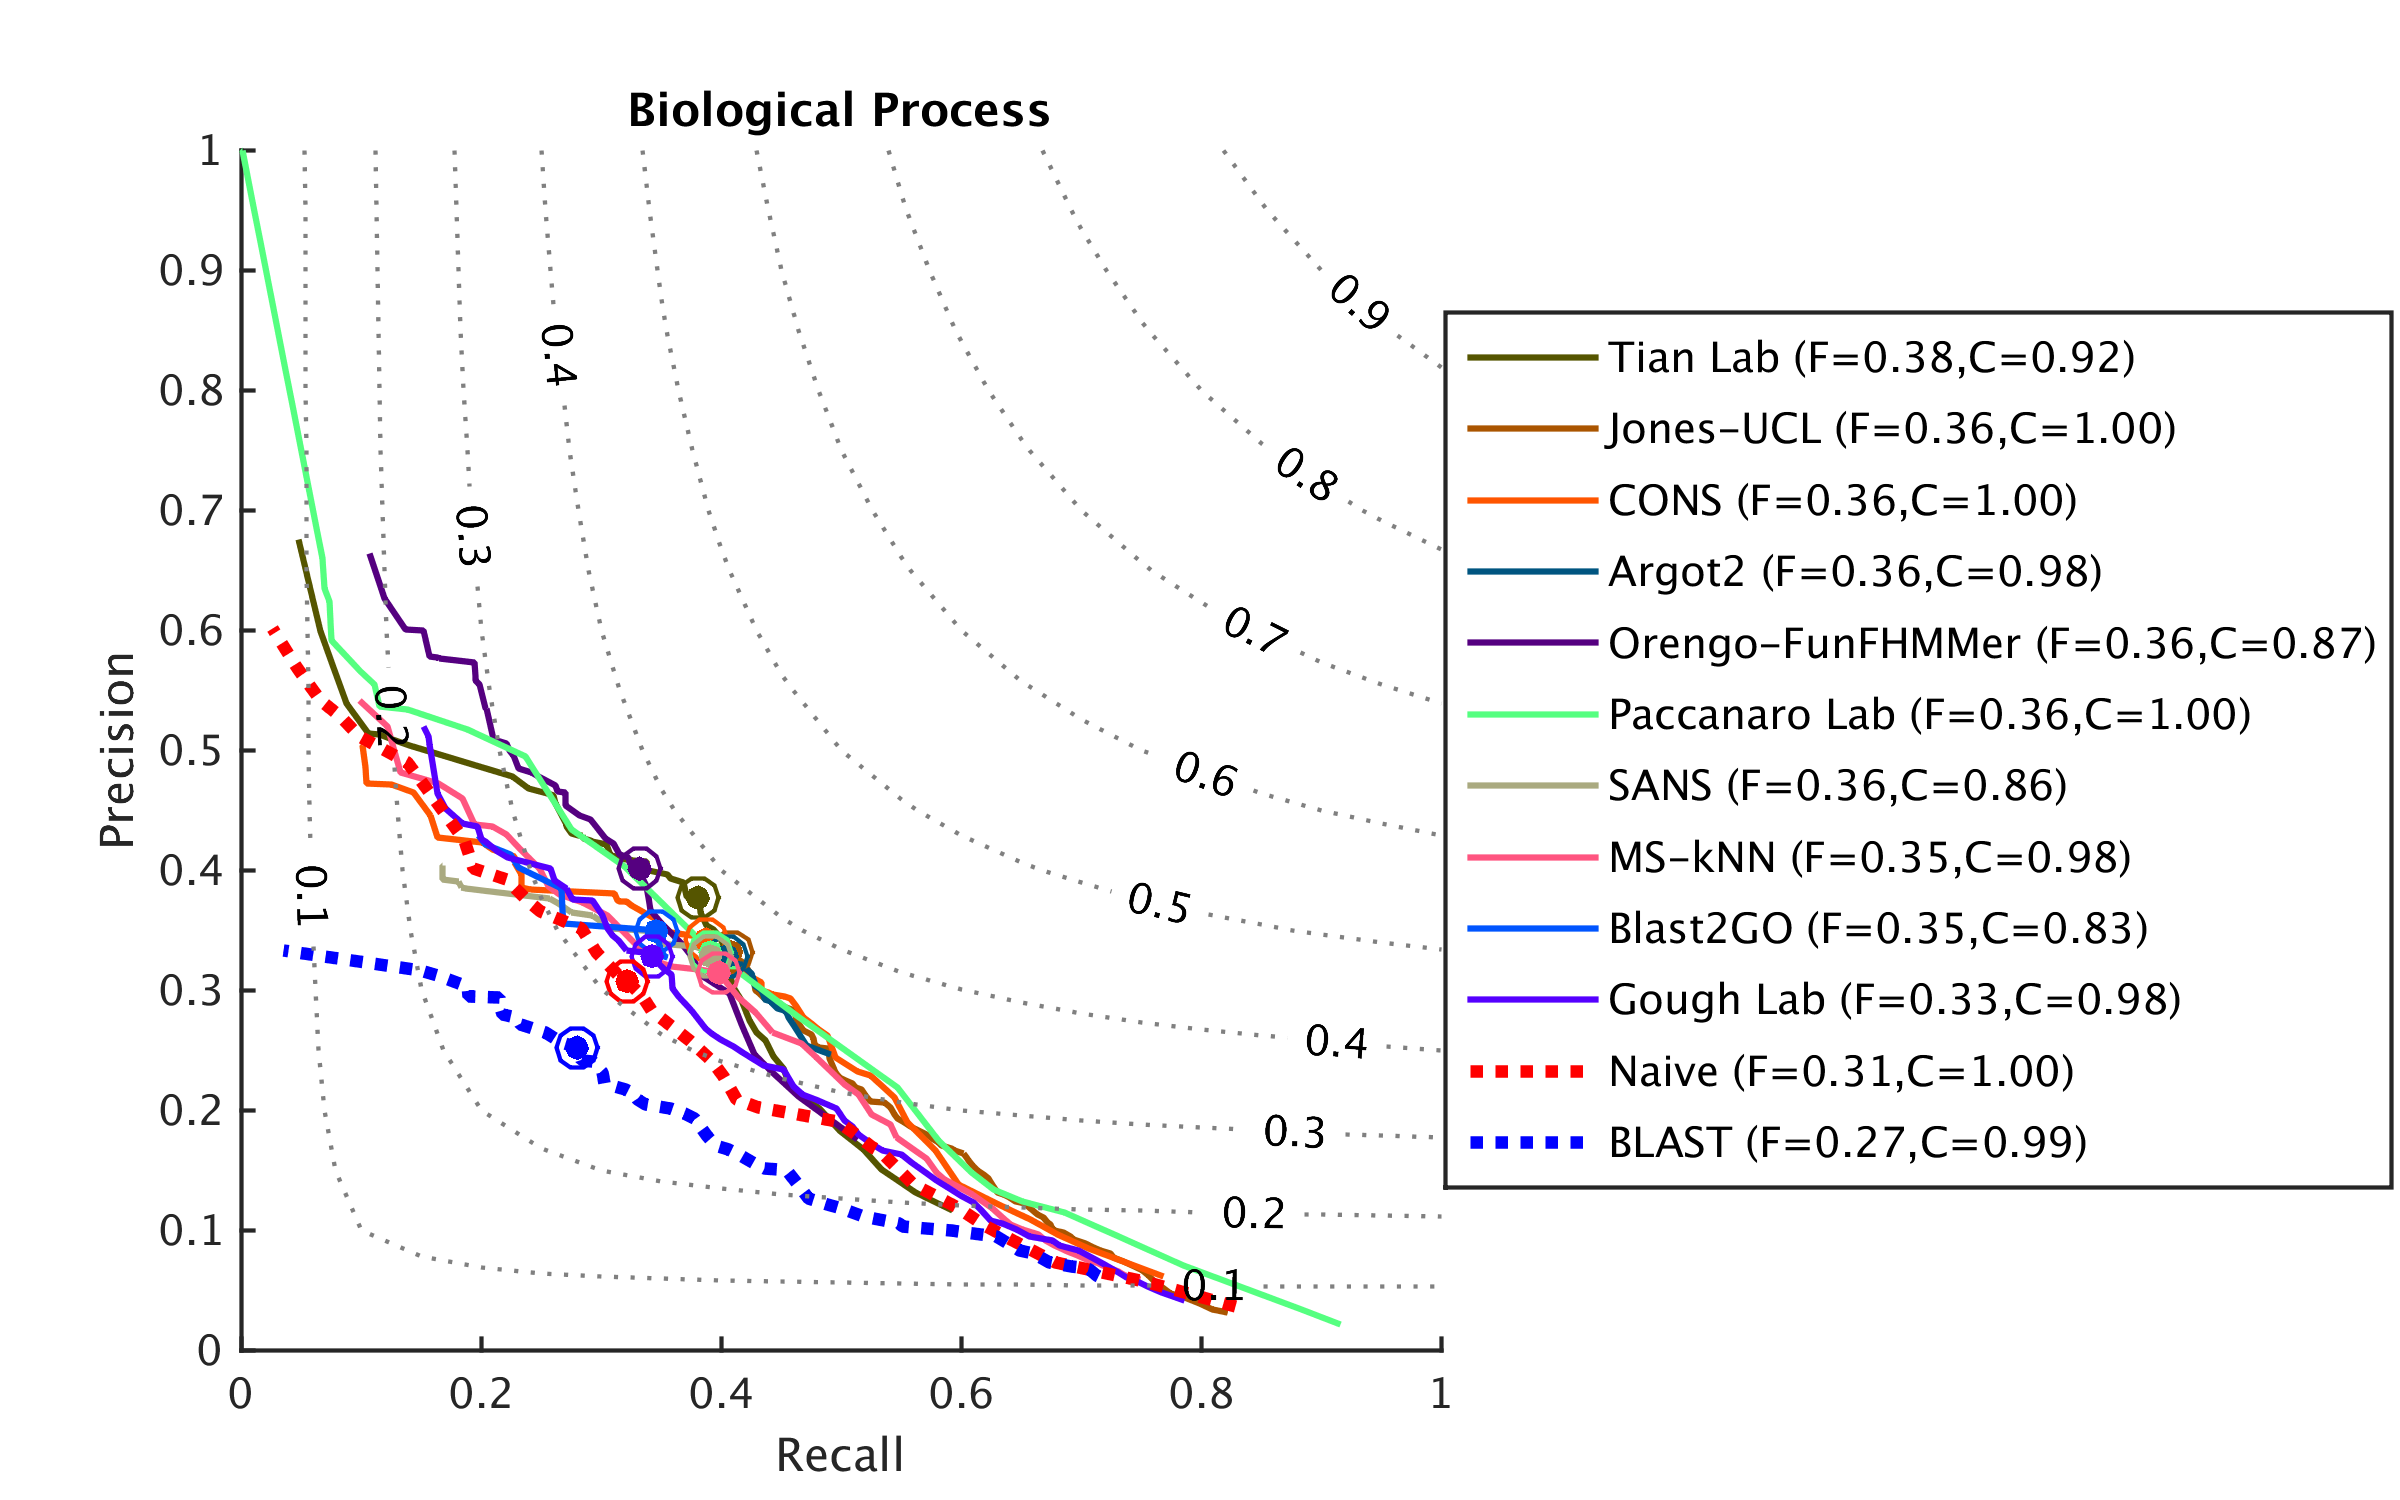 Biological Process
1
0.9
0.8
0.7
0.6
0.5
0.4
0.3
0.2
0.1
0
Precision
0
0.2
0.4
0.6
0.8
1
Recall
0.1
0.2
0.3
0.4
0.9
0.8
0.7
0.6
0.5
0.4
0.3
0.2
0.1
Tian Lab (F=0.38,C=0.92)
Jones-UCL (F=0.36,C=1.00)
CONS (F=0.36,C=1.00)
Argot2 (F=0.36,C=0.98)
Orengo-FunFHMMer (F=0.36,C=0.87)
Paccanaro Lab (F=0.36,C=1.00)
SANS (F=0.36,C=0.86)
MS-kNN (F=0.35,C=0.98)
Blast2GO (F=0.35,C=0.83)
Gough Lab (F=0.33,C=0.98)
Naive (F=0.31,C=1.00)
BLAST (F=0.27,C=0.99)